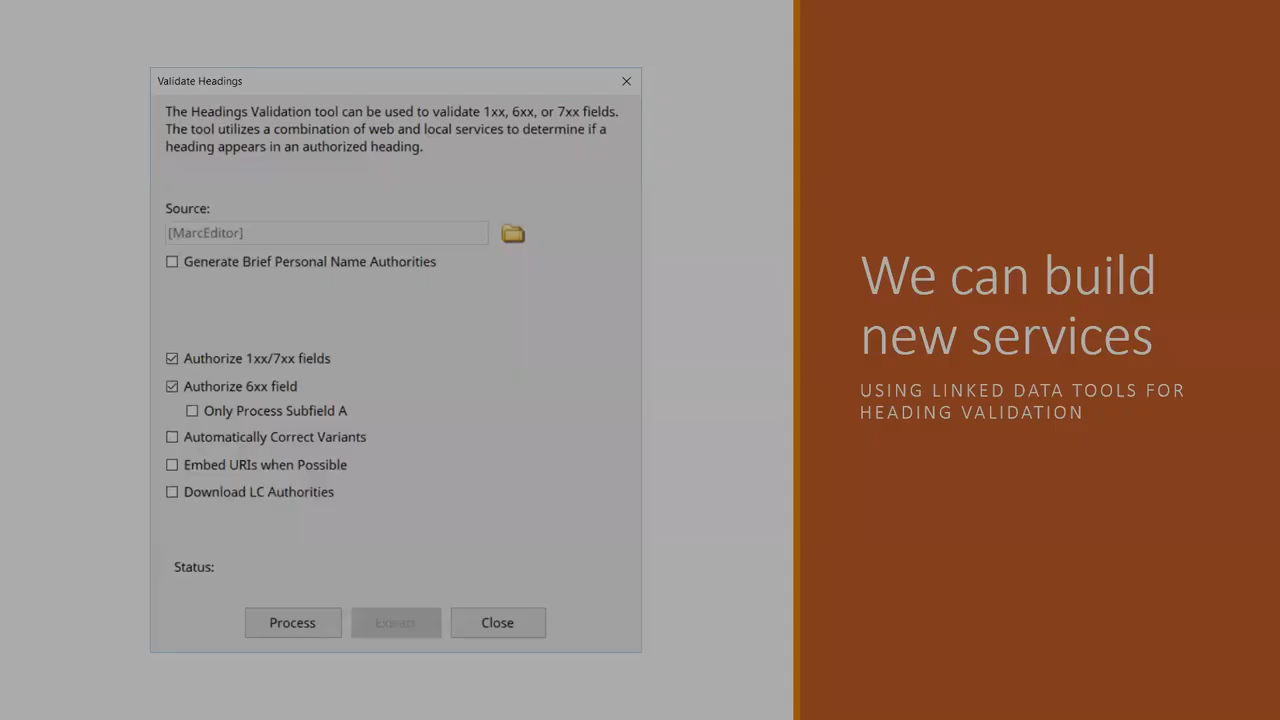 Validate Headings
The Headings Validation tool can be used to validate 1xx, 6xx, or 7xx fields.
The tool utilizes a combination of web and local services to determine if a
heading appears in an authorized heading.
Source:
[MarcEditor]
Generate Brief Personal Name Authorities
Authorize 1xx/7xx fields
Authorize 6xx field
Only Process Subfield A
Automatically Correct Variants
Embed URIs when Possible
Download LC Authorities
Status:
Process
Extract
Close
We can build
new services
USING LINKED DATA TOOLS FOR
HEADING VALIDATION